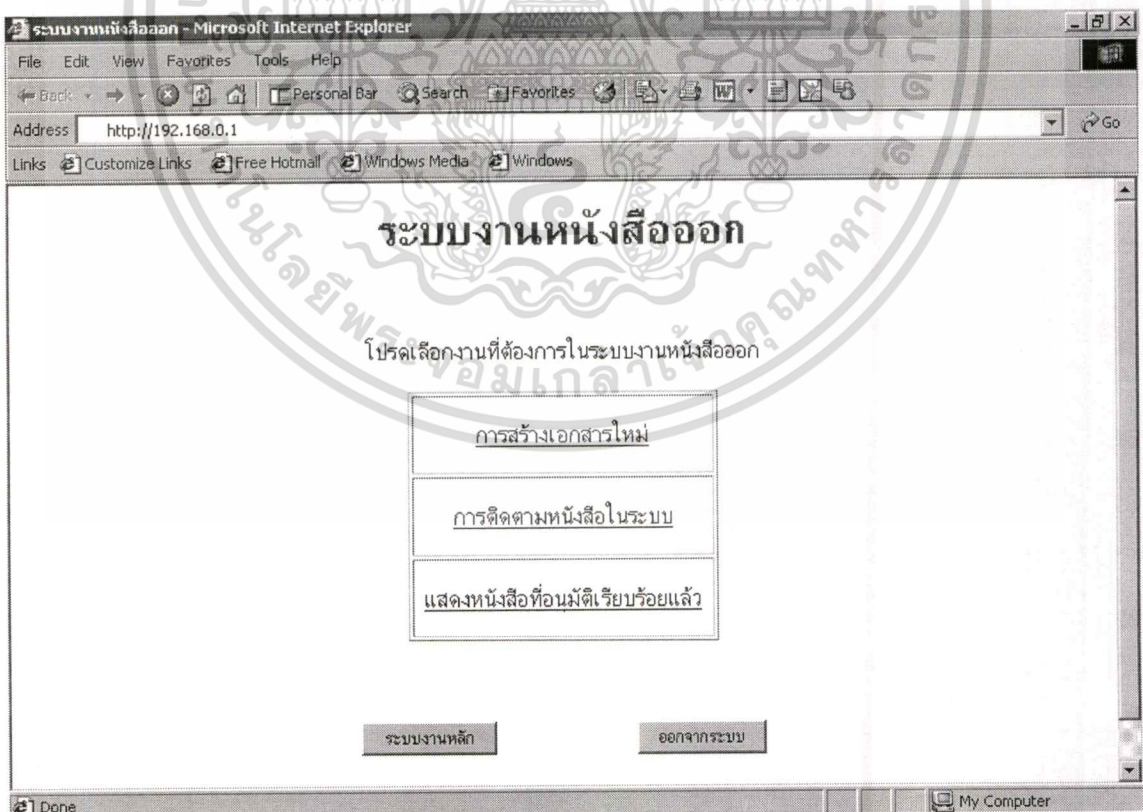 ระบบงานหนังสือออก - Microsoft Internet Explorer
File Edit View Favorites Tools Help
Back Personal Bar Search Favorites
Address http://192.168.0.1 Go
Links Customize Links Free Hotmail Windows Media Windows
ระบบงานหนังสือออก
โปรดเลือกงานที่ต้องการในระบบงานหนังสือออก
การสร้างเอกสารใหม่
การติดตามหนังสือในระบบ
แสดงหนังสือที่อนุมัติเรียบร้อยแล้ว
ระบบงานหลัก ออกจากระบบ
Done My Computer